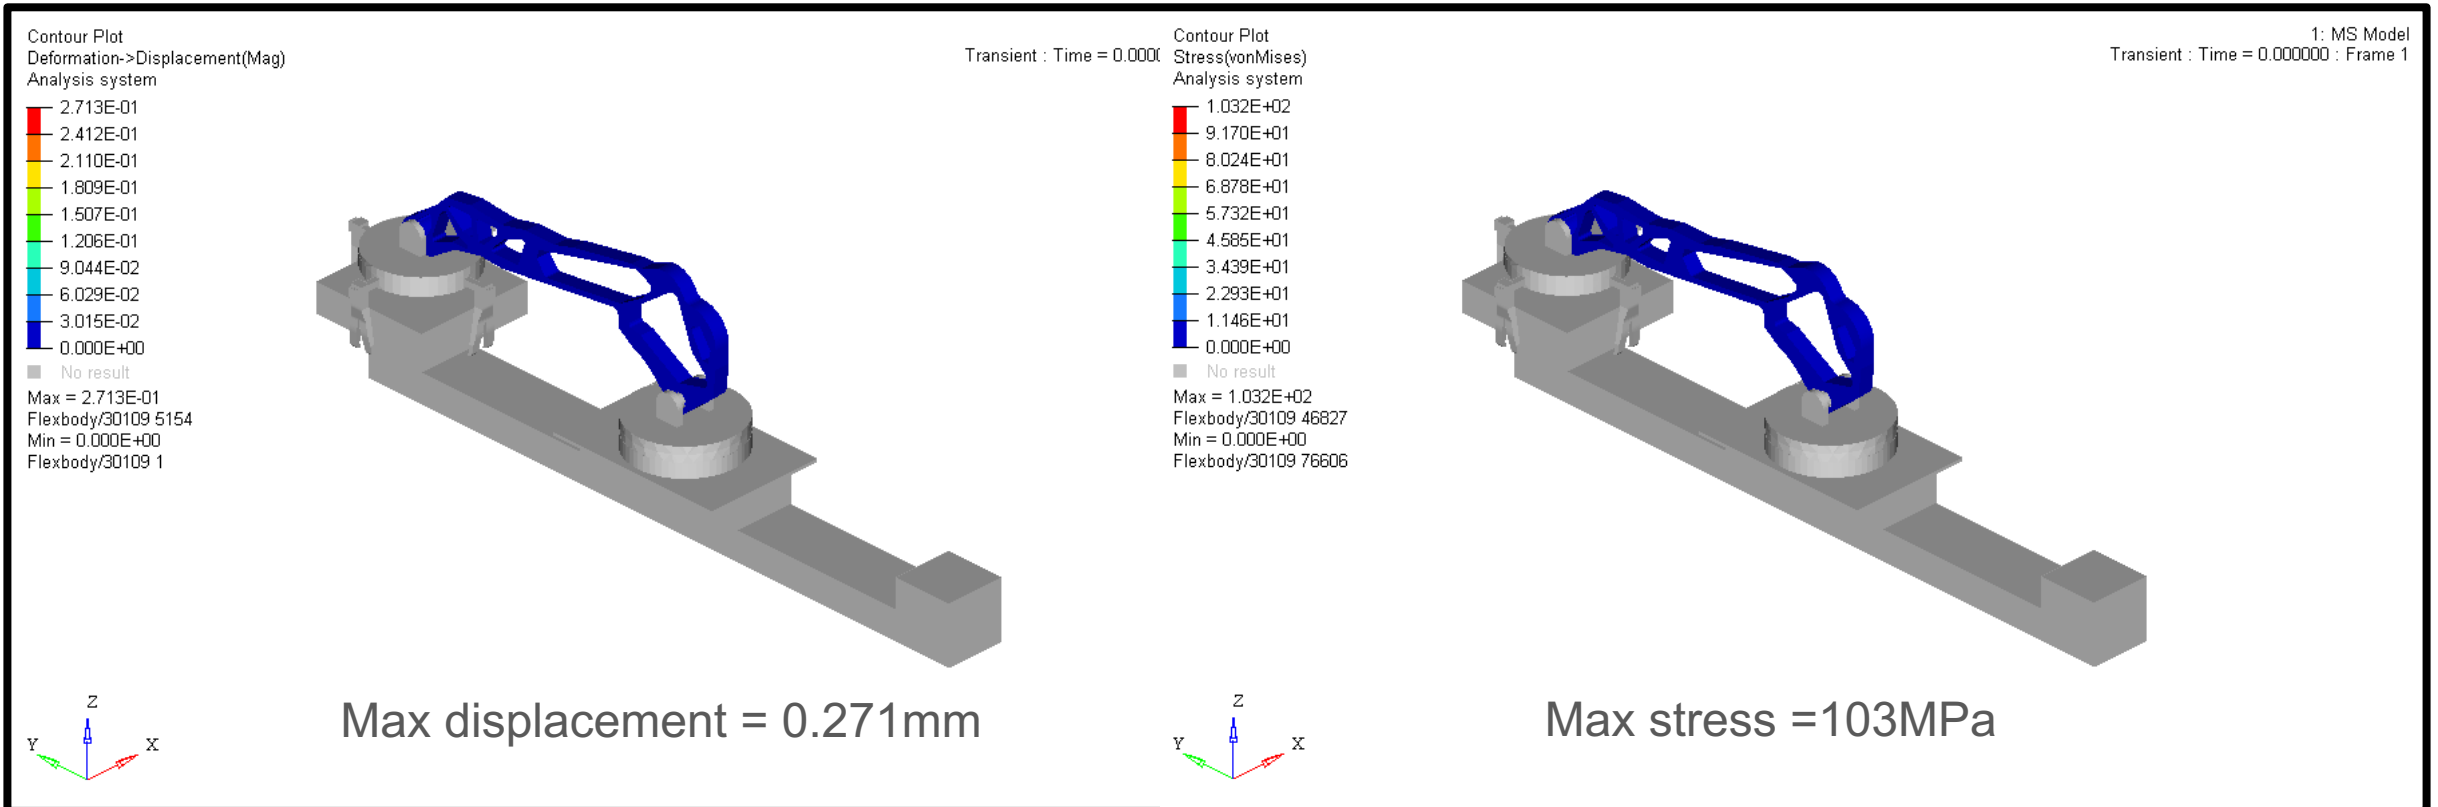 Contour Plot
Deformation->Displacement(Mag)
Analysis system
Transient : Time = 0.0000
2.713E-01
2.412E-01
2.110E-01
1.809E-01
1.507E-01
1.206E-01
9.044E-02
6.029E-02
3.015E-02
0.000E+00
No result
Max = 2.713E-01
Flexbody/30109 5154
Min = 0.000E+00
Flexbody/30109 1
Z
Y
X
Max displacement = 0.271mm
Contour Plot
Stress(vonMises)
Analysis system
1: MS Model
Transient : Time = 0.000000 : Frame 1
1.032E+02
9.170E+01
8.024E+01
6.878E+01
5.732E+01
4.585E+01
3.439E+01
2.293E+01
1.146E+01
0.000E+00
No result
Max = 1.032E+02
Flexbody/30109 46827
Min = 0.000E+00
Flexbody/30109 76606
Z
Y
X
Max stress =103MPa